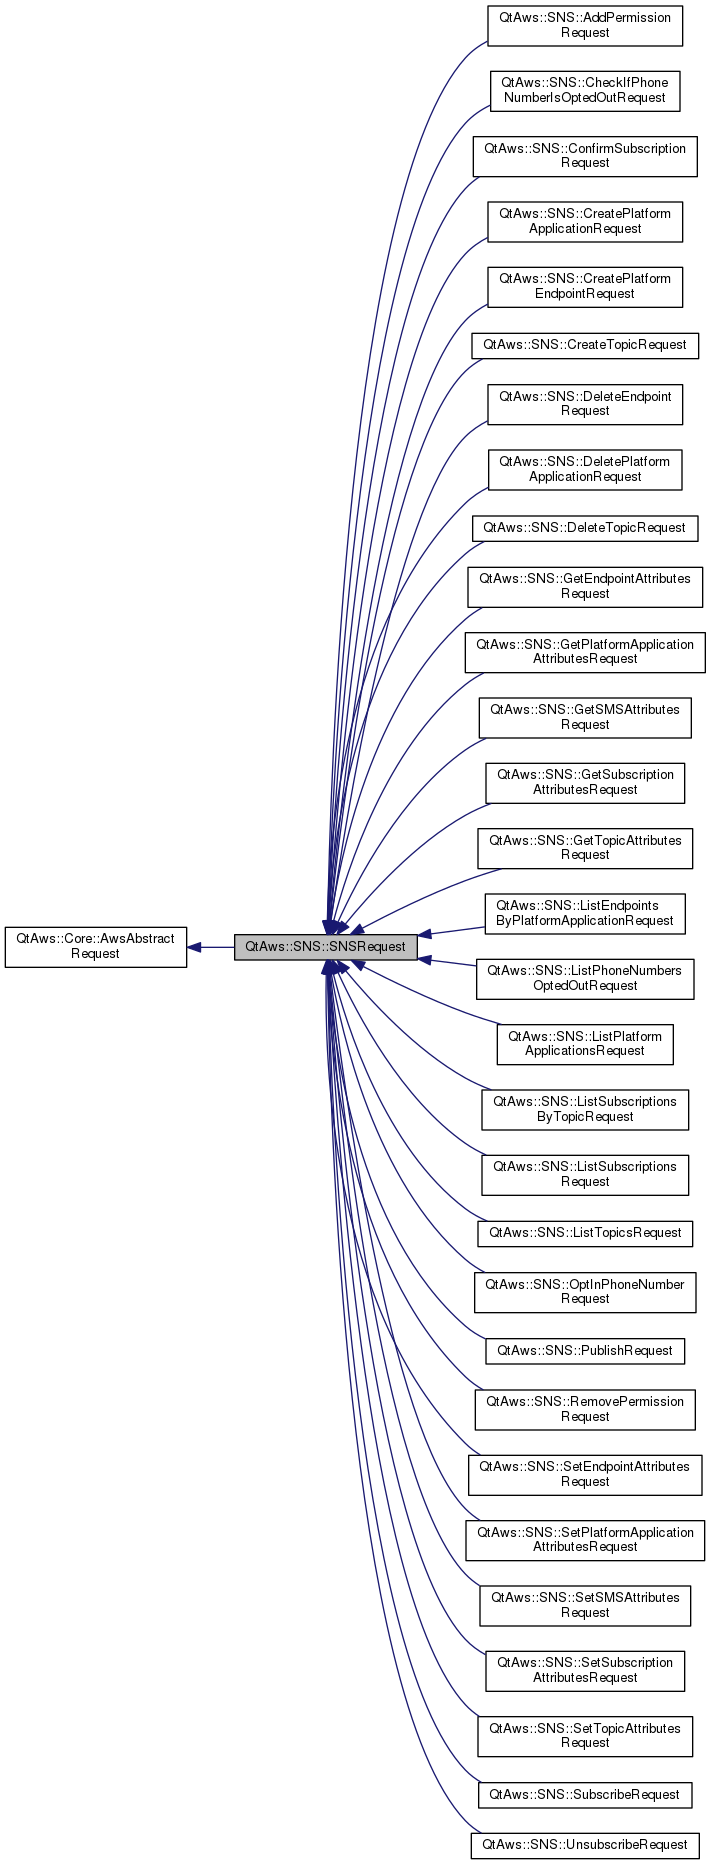 QtAws::Core::AwsAbstract
Request
QtAws::SNS::SNSRequest
QtAws::SNS::AddPermission
Request
QtAws::SNS::CheckIfPhone
NumberIsOptedOutRequest
QtAws::SNS::ConfirmSubscription
Request
QtAws::SNS::CreatePlatform
ApplicationRequest
QtAws::SNS::CreatePlatform
EndpointRequest
QtAws::SNS::CreateTopicRequest
QtAws::SNS::DeleteEndpoint
Request
QtAws::SNS::DeletePlatform
ApplicationRequest
QtAws::SNS::DeleteTopicRequest
QtAws::SNS::GetEndpointAttributes
Request
QtAws::SNS::GetPlatformApplication
AttributesRequest
QtAws::SNS::GetSMSAttributes
Request
QtAws::SNS::GetSubscription
AttributesRequest
QtAws::SNS::GetTopicAttributes
Request
QtAws::SNS::ListEndpoints
ByPlatformApplicationRequest
QtAws::SNS::ListPhoneNumbers
OptedOutRequest
QtAws::SNS::ListPlatform
ApplicationsRequest
QtAws::SNS::ListSubscriptions
ByTopicRequest
QtAws::SNS::ListSubscriptions
Request
QtAws::SNS::ListTopicsRequest
QtAws::SNS::OptInPhoneNumber
Request
QtAws::SNS::PublishRequest
QtAws::SNS::RemovePermission
Request
QtAws::SNS::SetEndpointAttributes
Request
QtAws::SNS::SetPlatformApplication
AttributesRequest
QtAws::SNS::SetSMSAttributes
Request
QtAws::SNS::SetSubscription
AttributesRequest
QtAws::SNS::SetTopicAttributes
Request
QtAws::SNS::SubscribeRequest
QtAws::SNS::UnsubscribeRequest